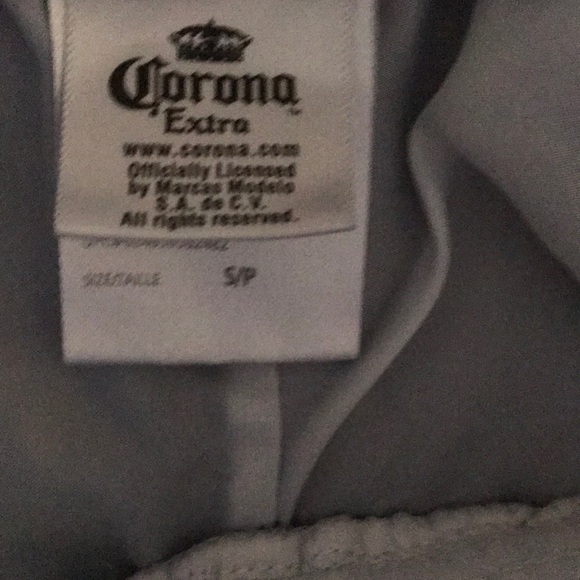 Corona
Extra
www.corona.com
Officially Licensed
by Marcas Modelo
S.A. de C.V.
All rights reserved.
SIZE/TAILLE S/P